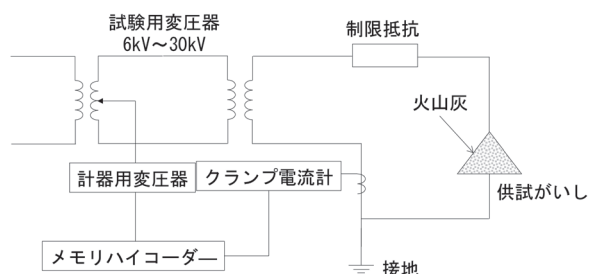 試験用変圧器
6kV～30kV
制限抵抗
火山灰
計器用変圧器
クランプ電流計
供試がいし
メモリハイコーダ―
接地